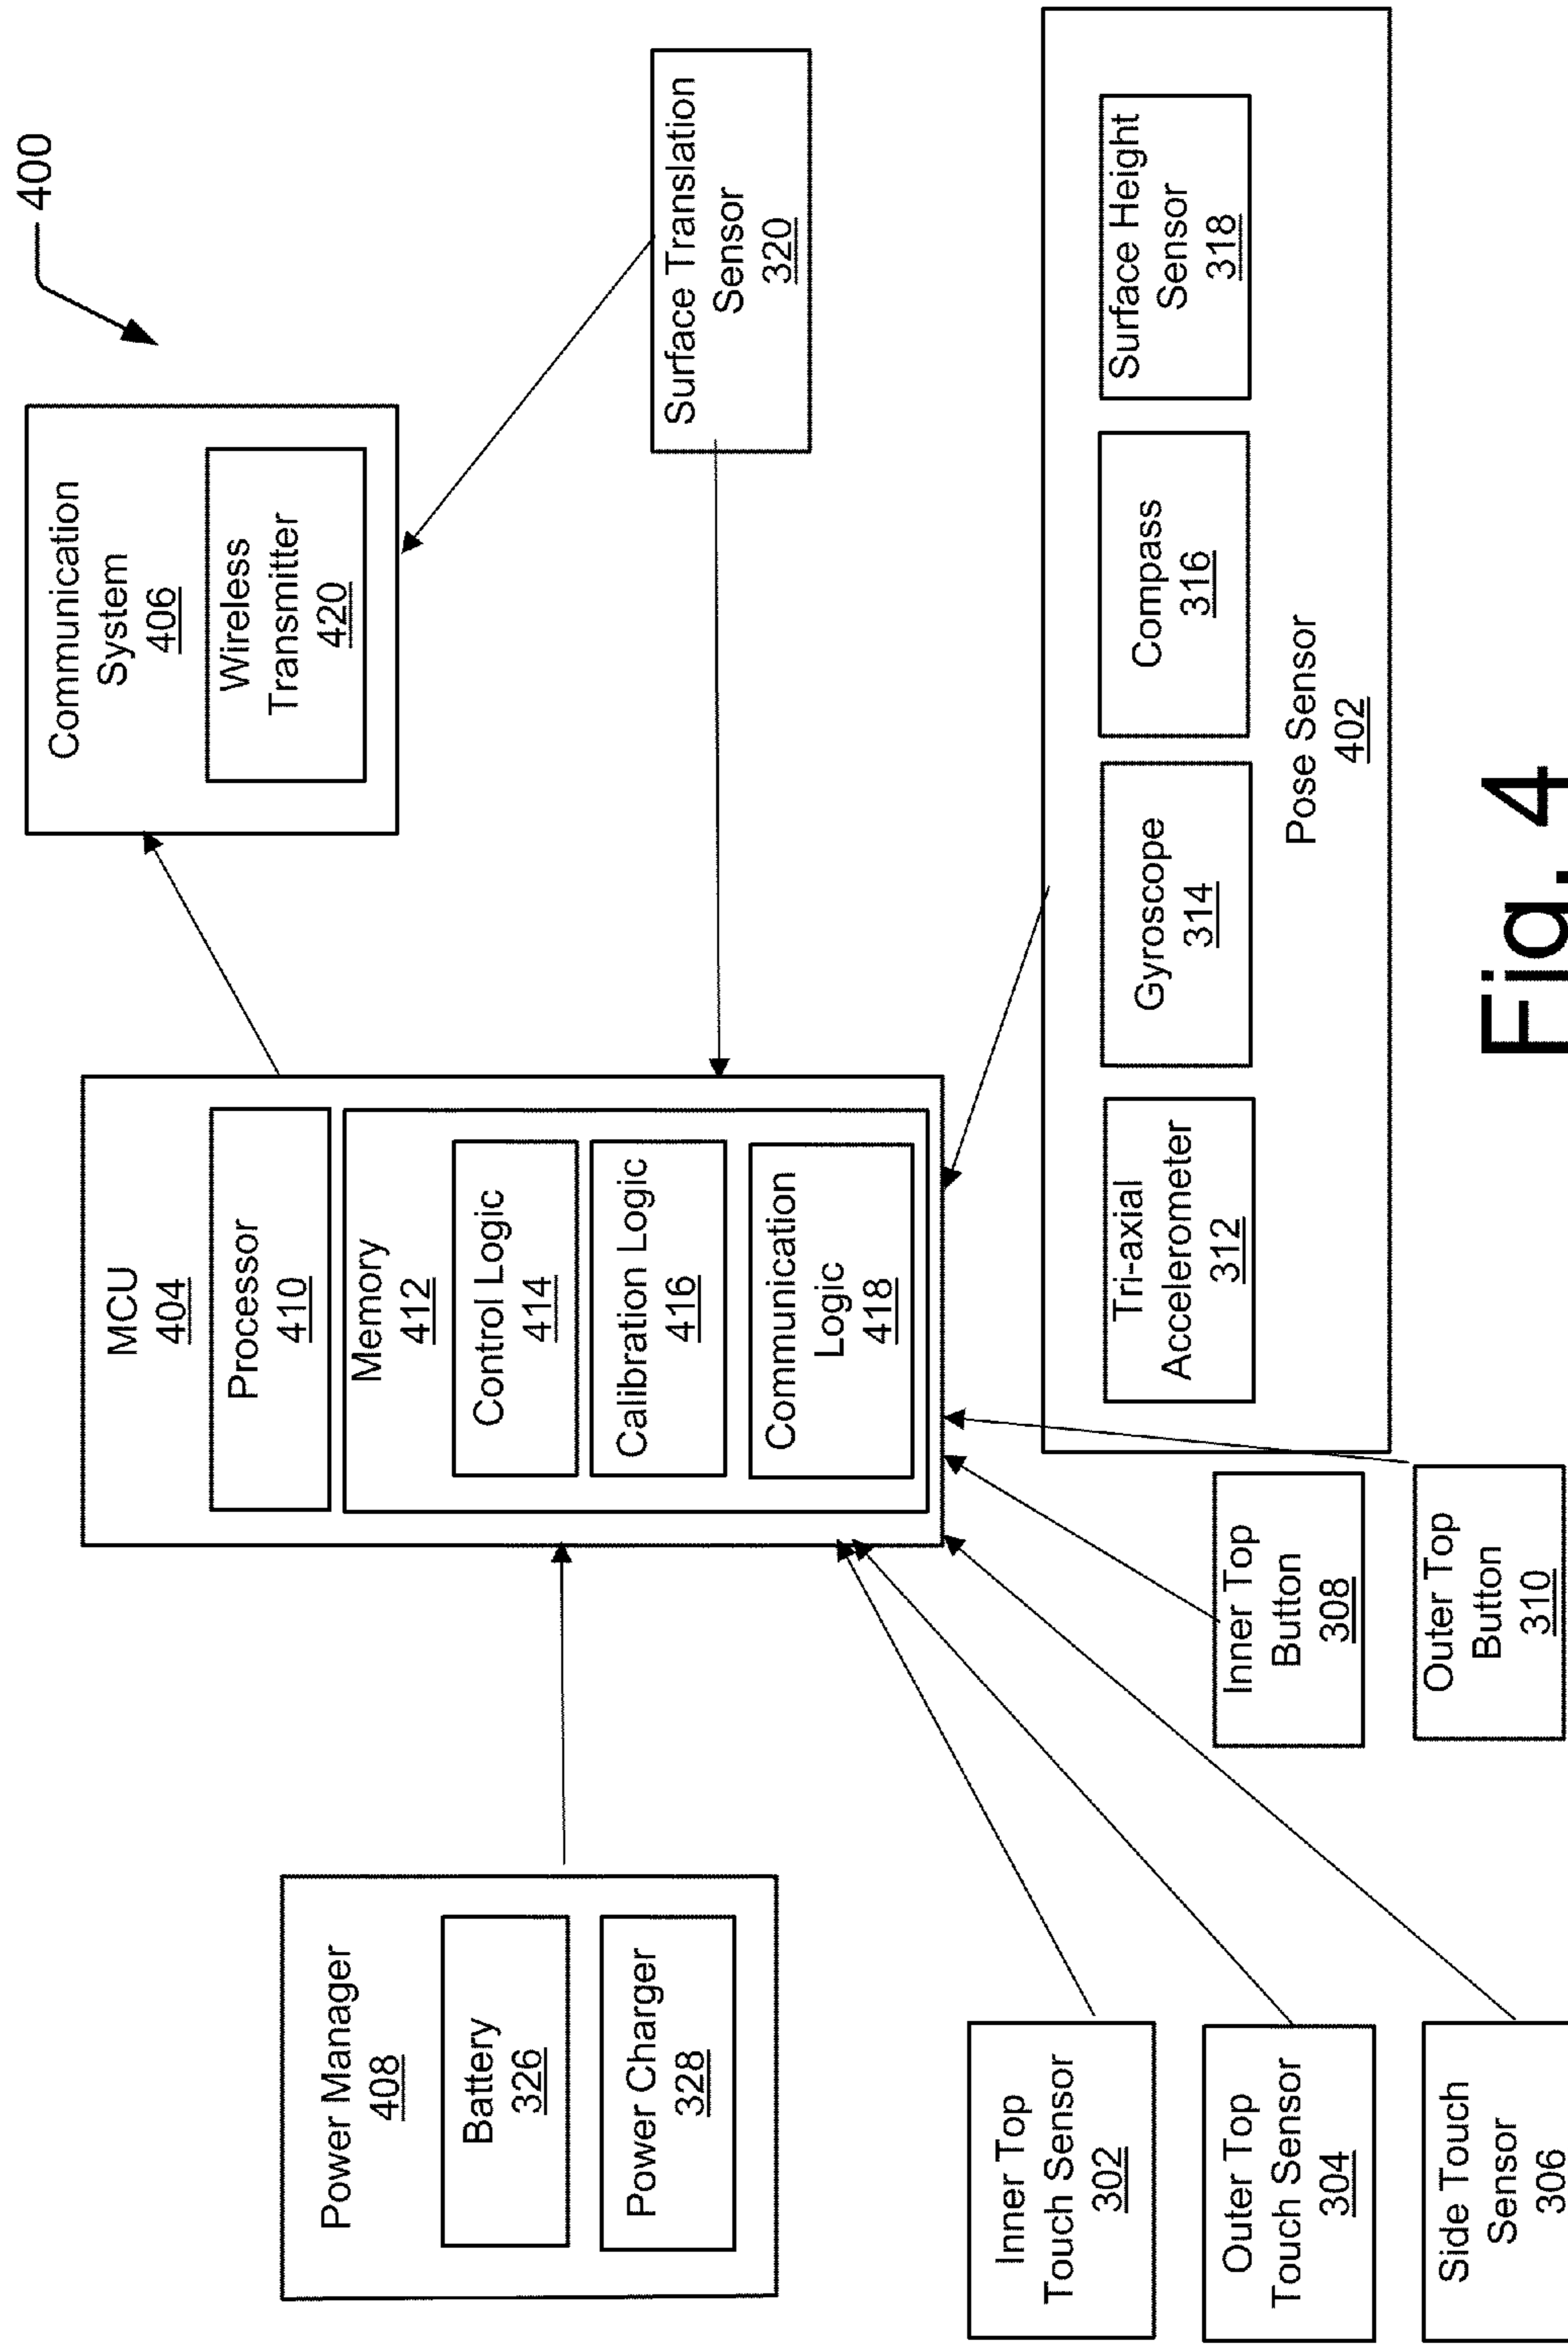 400
Communication
System
406
Wireless
Transmitter
420
Surface Translation
Sensor
320
MCU
404
Processor
410
Memory
412
Control Logic
414
Calibration Logic
416
Communication
Logic
418
Power Manager
408
Battery
326
Power Charger
328
Inner Top
Touch Sensor
302
Outer Top
Touch Sensor
304
Side Touch
Sensor
306
Inner Top
Button
308
Outer Top
Button
310
Tri-axial
Accelerometer
312
Gyroscope
314
Compass
316
Surface Height
Sensor
318
Pose Sensor
402
Fig. 4